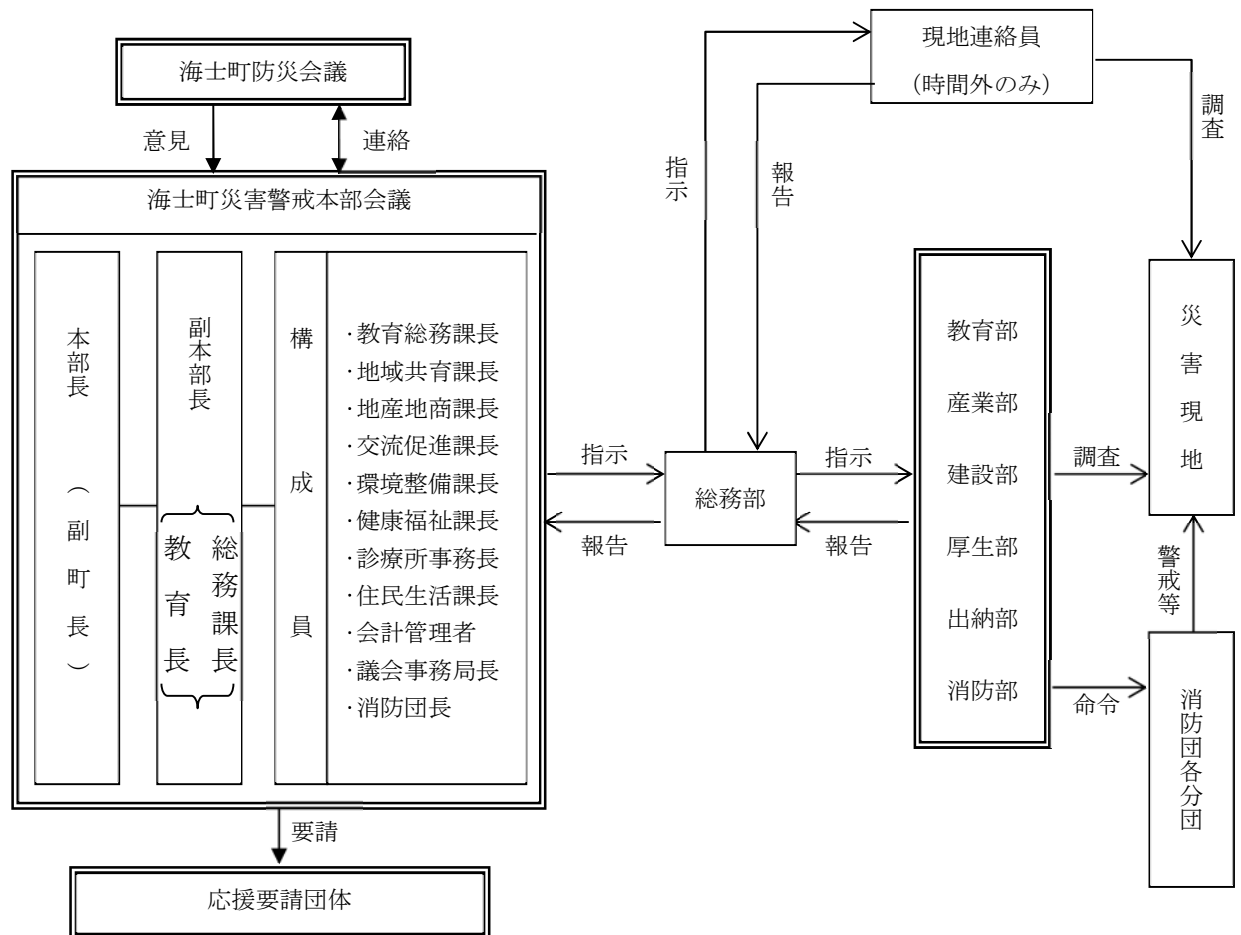 海士町防災会議
意見
連絡
海士町災害警戒本部会議
本部長（副町長）
副本部長
総務課長
教育長
構成員
・教育総務課長
・地域共育課長
・地産地商課長
・交流促進課長
・環境整備課長
・健康福祉課長
・診療所事務長
・住民生活課長
・会計管理者
・議会事務局長
・消防団長
要請
応援要請団体
指示
報告
総務部
指示
報告
現地連絡員
（時間外のみ）
指示
報告
教育部
産業部
建設部
厚生部
出納部
消防部
調査
命令
調査
災害現地
警戒等
消防団各分団